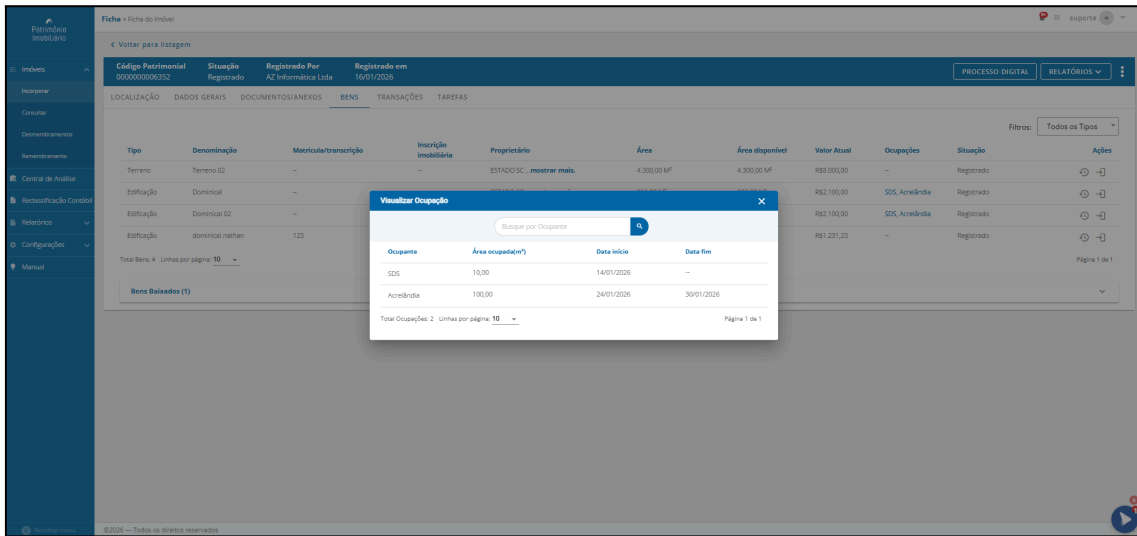 Patrimônio
Imobiliário
Ficha > Ficha do Imóvel
suporte
Voltar para listagem
Imóveis
Incorporar
Consultar
Desmembramentos
Remembramento
Central de Análise
Reclassificação Contábil
Relatórios
Configurações
Manual
Recolher menu
Código Patrimonial Situação Registrado Por Registrado em
0000000006352 Registrado AZ Informática Ltda 16/01/2026
PROCESSO DIGITAL RELATÓRIOS
LOCALIZAÇÃO DADOS GERAIS DOCUMENTOS/ANEXOS BENS TRANSAÇÕES TAREFAS
Filtros: Todos os Tipos
Tipo Denominação Matrícula/transcrição Inscrição imobiliária Proprietário Área Área disponível Valor Atual Ocupações Situação Ações
Terreno Terreno 02 -- -- ESTADO SC ...mostrar mais. 4.300,00 M² 4.300,00 M² R$8.000,00 -- Registrado
Edificação Dominical -- R$2.100,00 SDS, Acrelândia Registrado
Edificação Dominical 02 -- R$2.100,00 SDS, Acrelândia Registrado
Edificação dominical nathan 123 R$1.231,23 -- Registrado
Total Bens: 4 Linhas por página: 10 Página 1 de 1
Bens Baixados (1)
Visualizar Ocupação
Busque por Ocupante
Ocupante Área ocupada(m²) Data início Data fim
SDS 10,00 14/01/2026 --
Acrelândia 100,00 24/01/2026 30/01/2026
Total Ocupações: 2 Linhas por página: 10 Página 1 de 1
©2026 — Todos os direitos reservados